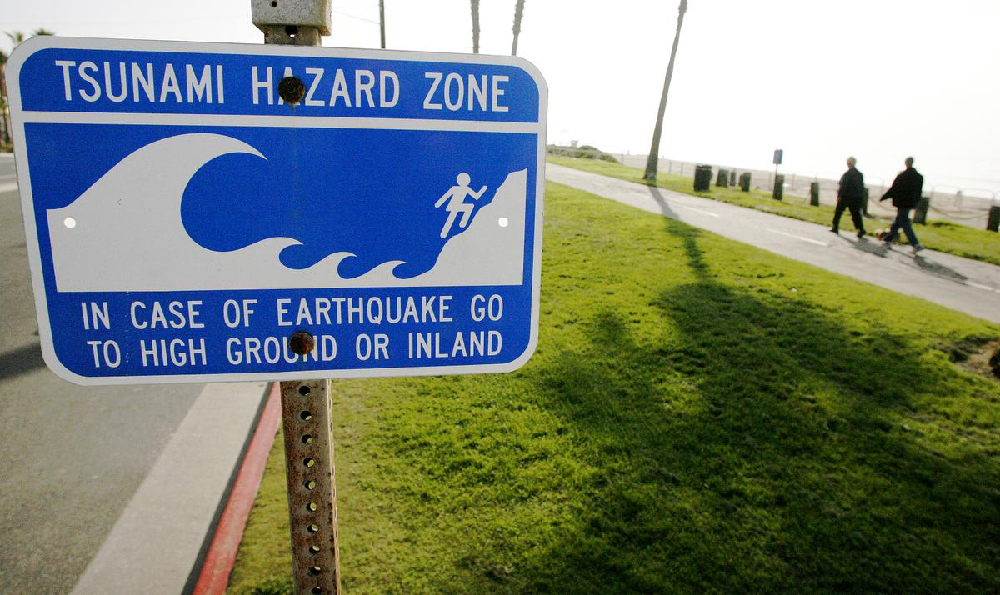 TSUNAMI HAZARD ZONE
IN CASE OF EARTHQUAKE GO
TO HIGH GROUND OR INLAND